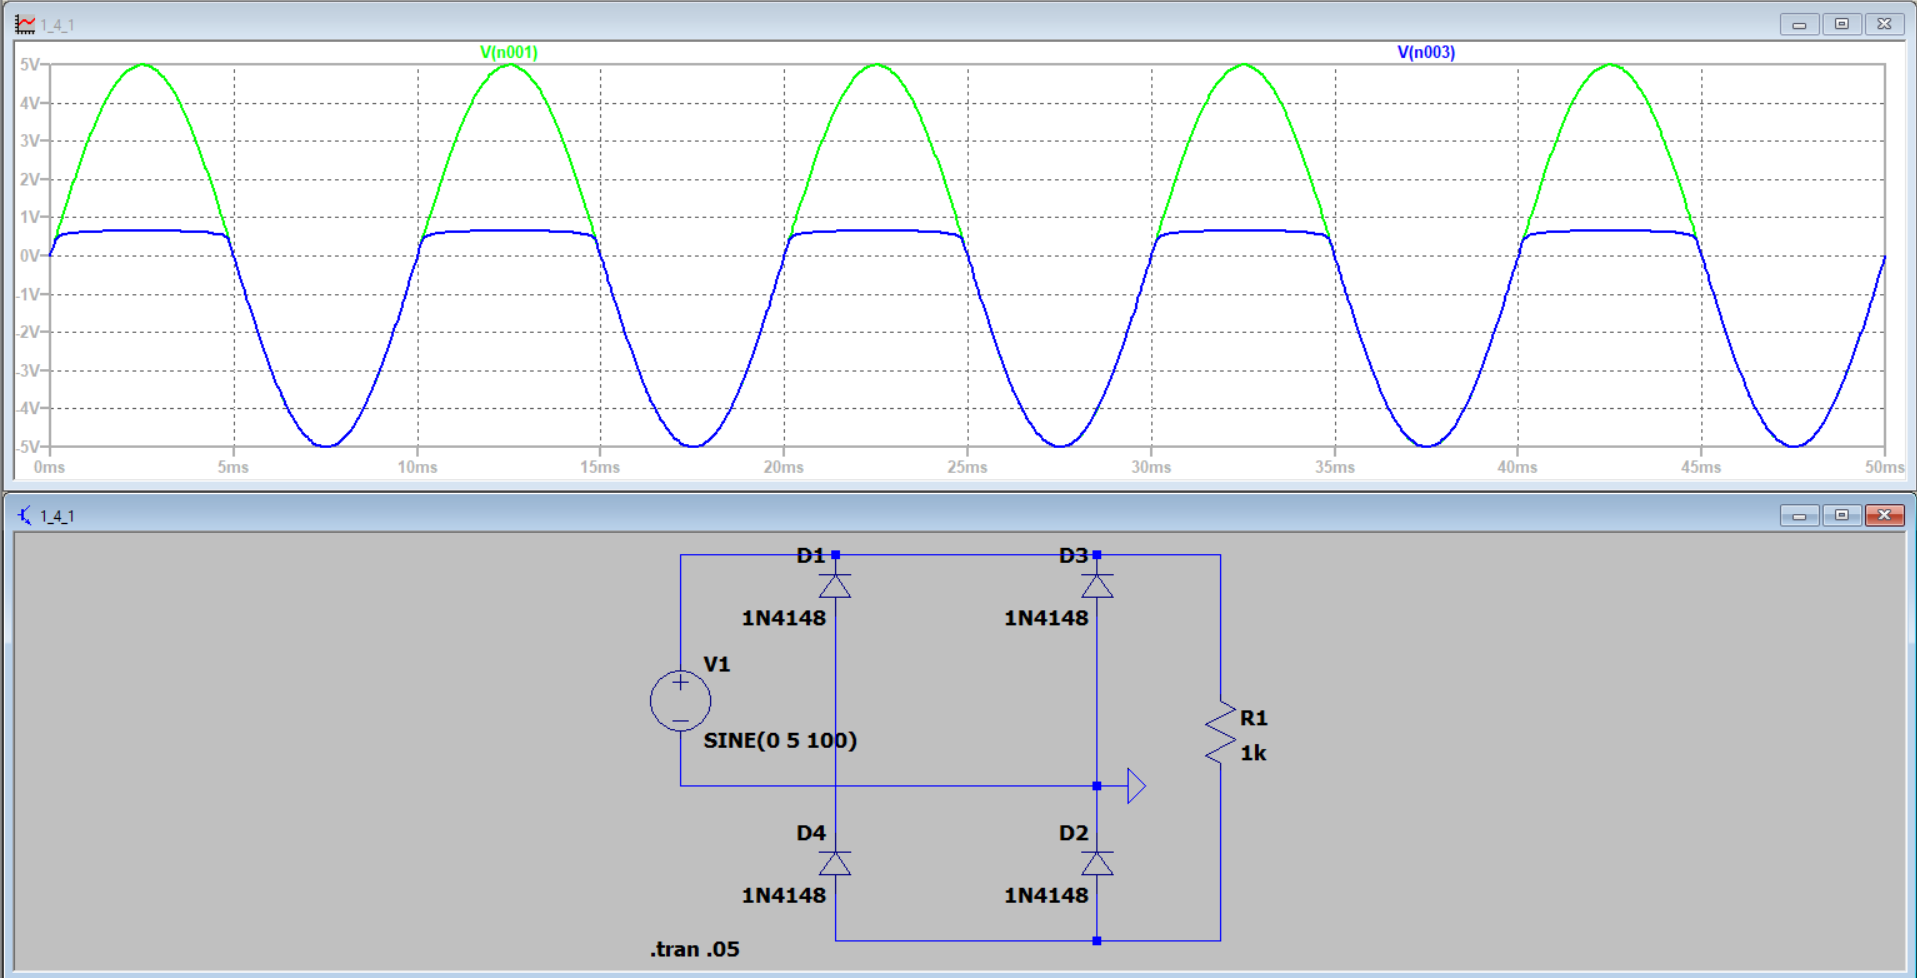 1_4_1
V(n001) V(n003)
5V
4V
3V
2V
1V
0V
-1V
-2V
-3V
-4V
-5V
0ms 5ms 10ms 15ms 20ms 25ms 30ms 35ms 40ms 45ms 50ms
1_4_1
D1 D3
1N4148 1N4148
V1
R1
SINE(0 5 100)
1k
D4 D2
1N4148 1N4148
.tran .05